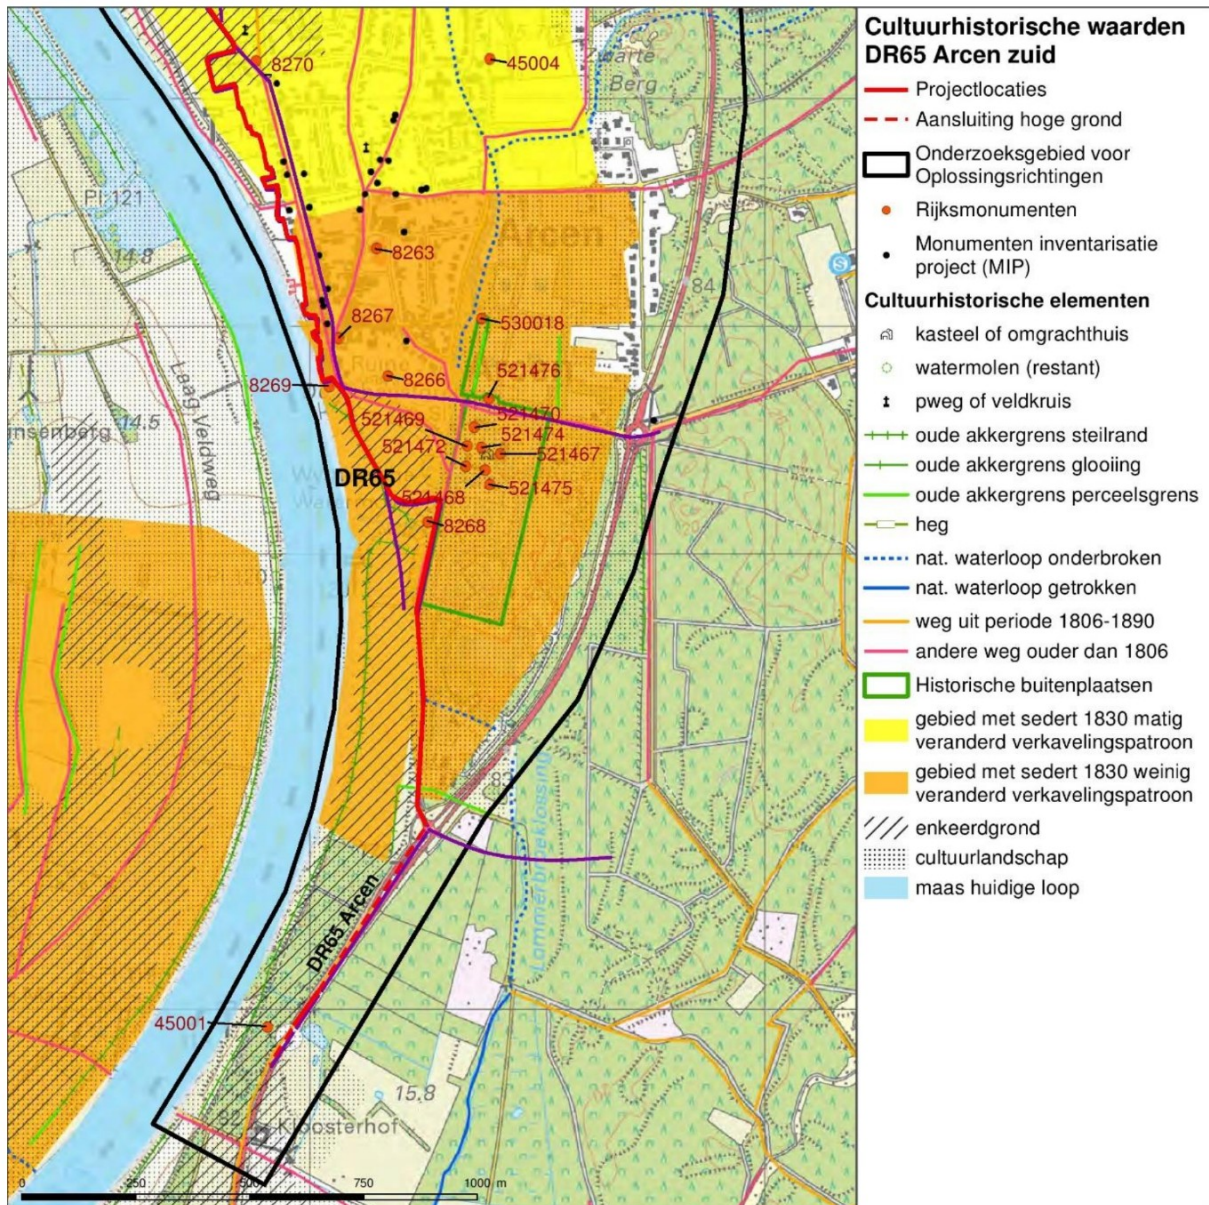 Cultuurhistorische waarden
DR65 Arcen zuid
Projectlocaties
Aansluiting hoge grond
Onderzoeksgebied voor
Oplossingsrichtingen
Rijksmonumenten
Monumenten inventarisatie
project (MIP)
Cultuurhistorische elementen
kasteel of omgrachthuis
watermolen (restant)
pweg of veldkruis
oude akkergrens steilrand
oude akkergrens glooiing
oude akkergrens perceelsgrens
heg
nat. waterloop onderbroken
nat. waterloop getrokken
weg uit periode 1806-1890
andere weg ouder dan 1806
Historische buitenplaatsen
gebied met sedert 1830 matig
veranderd verkavelingspatroon
gebied met sedert 1830 weinig
veranderd verkavelingspatroon
enkeerdgrond
cultuurlandschap
maas huidige loop
8270
45004
Zwarte
Berg
Pl 121
14.8
Arcen
8263
84
S
8267
530018
8266
521476
8269
Laag Veldweg
14.5
nsenberg
521469
521470
521474
521472
521467
DR65
521468
521475
8268
83
Lommerbroeklossing
DR65 Arcen
45001
15.8
Kloosterhof
0
250
500
750
1000 m